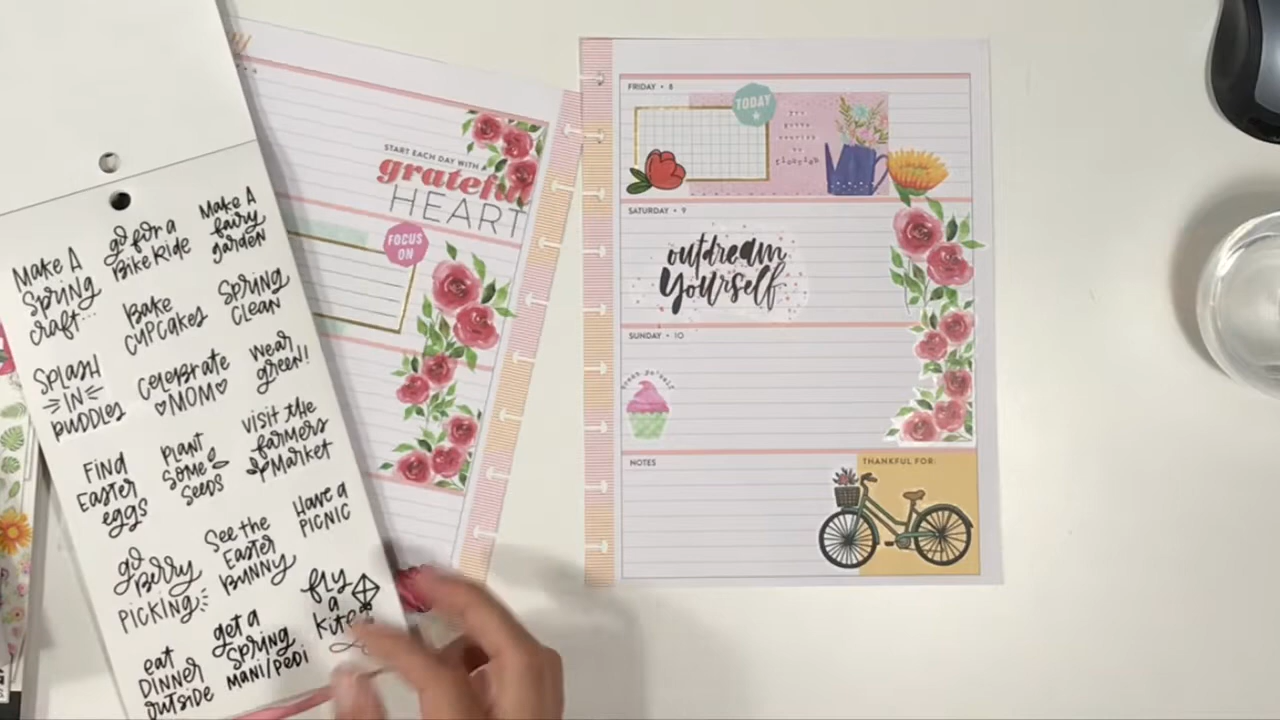 Make A
Spring
craft...
go for a
Bike Ride
Make A
fairy
garden
Bake
CUPCAKES
Spring
CLEAN
SPLASH
IN
PUDDLES
Celebrate
MOM
wear
green!
FIND
EASTER
eggs
PLANT
SOME
Seeds
VISIT the
farmers
Market
go
Berry
PICKING
See the
EASTER
BUNNY
Have a
PICNIC
fly
a
kite
eat
DINNER
outside
get a
Spring
MANI/PEDI
START EACH DAY WITH A
grateful
HEART
FOCUS
ON
FRIDAY • 8
TODAY
SATURDAY • 9
outdream
Yourself
SUNDAY • 10
NOTES
THANKFUL FOR: